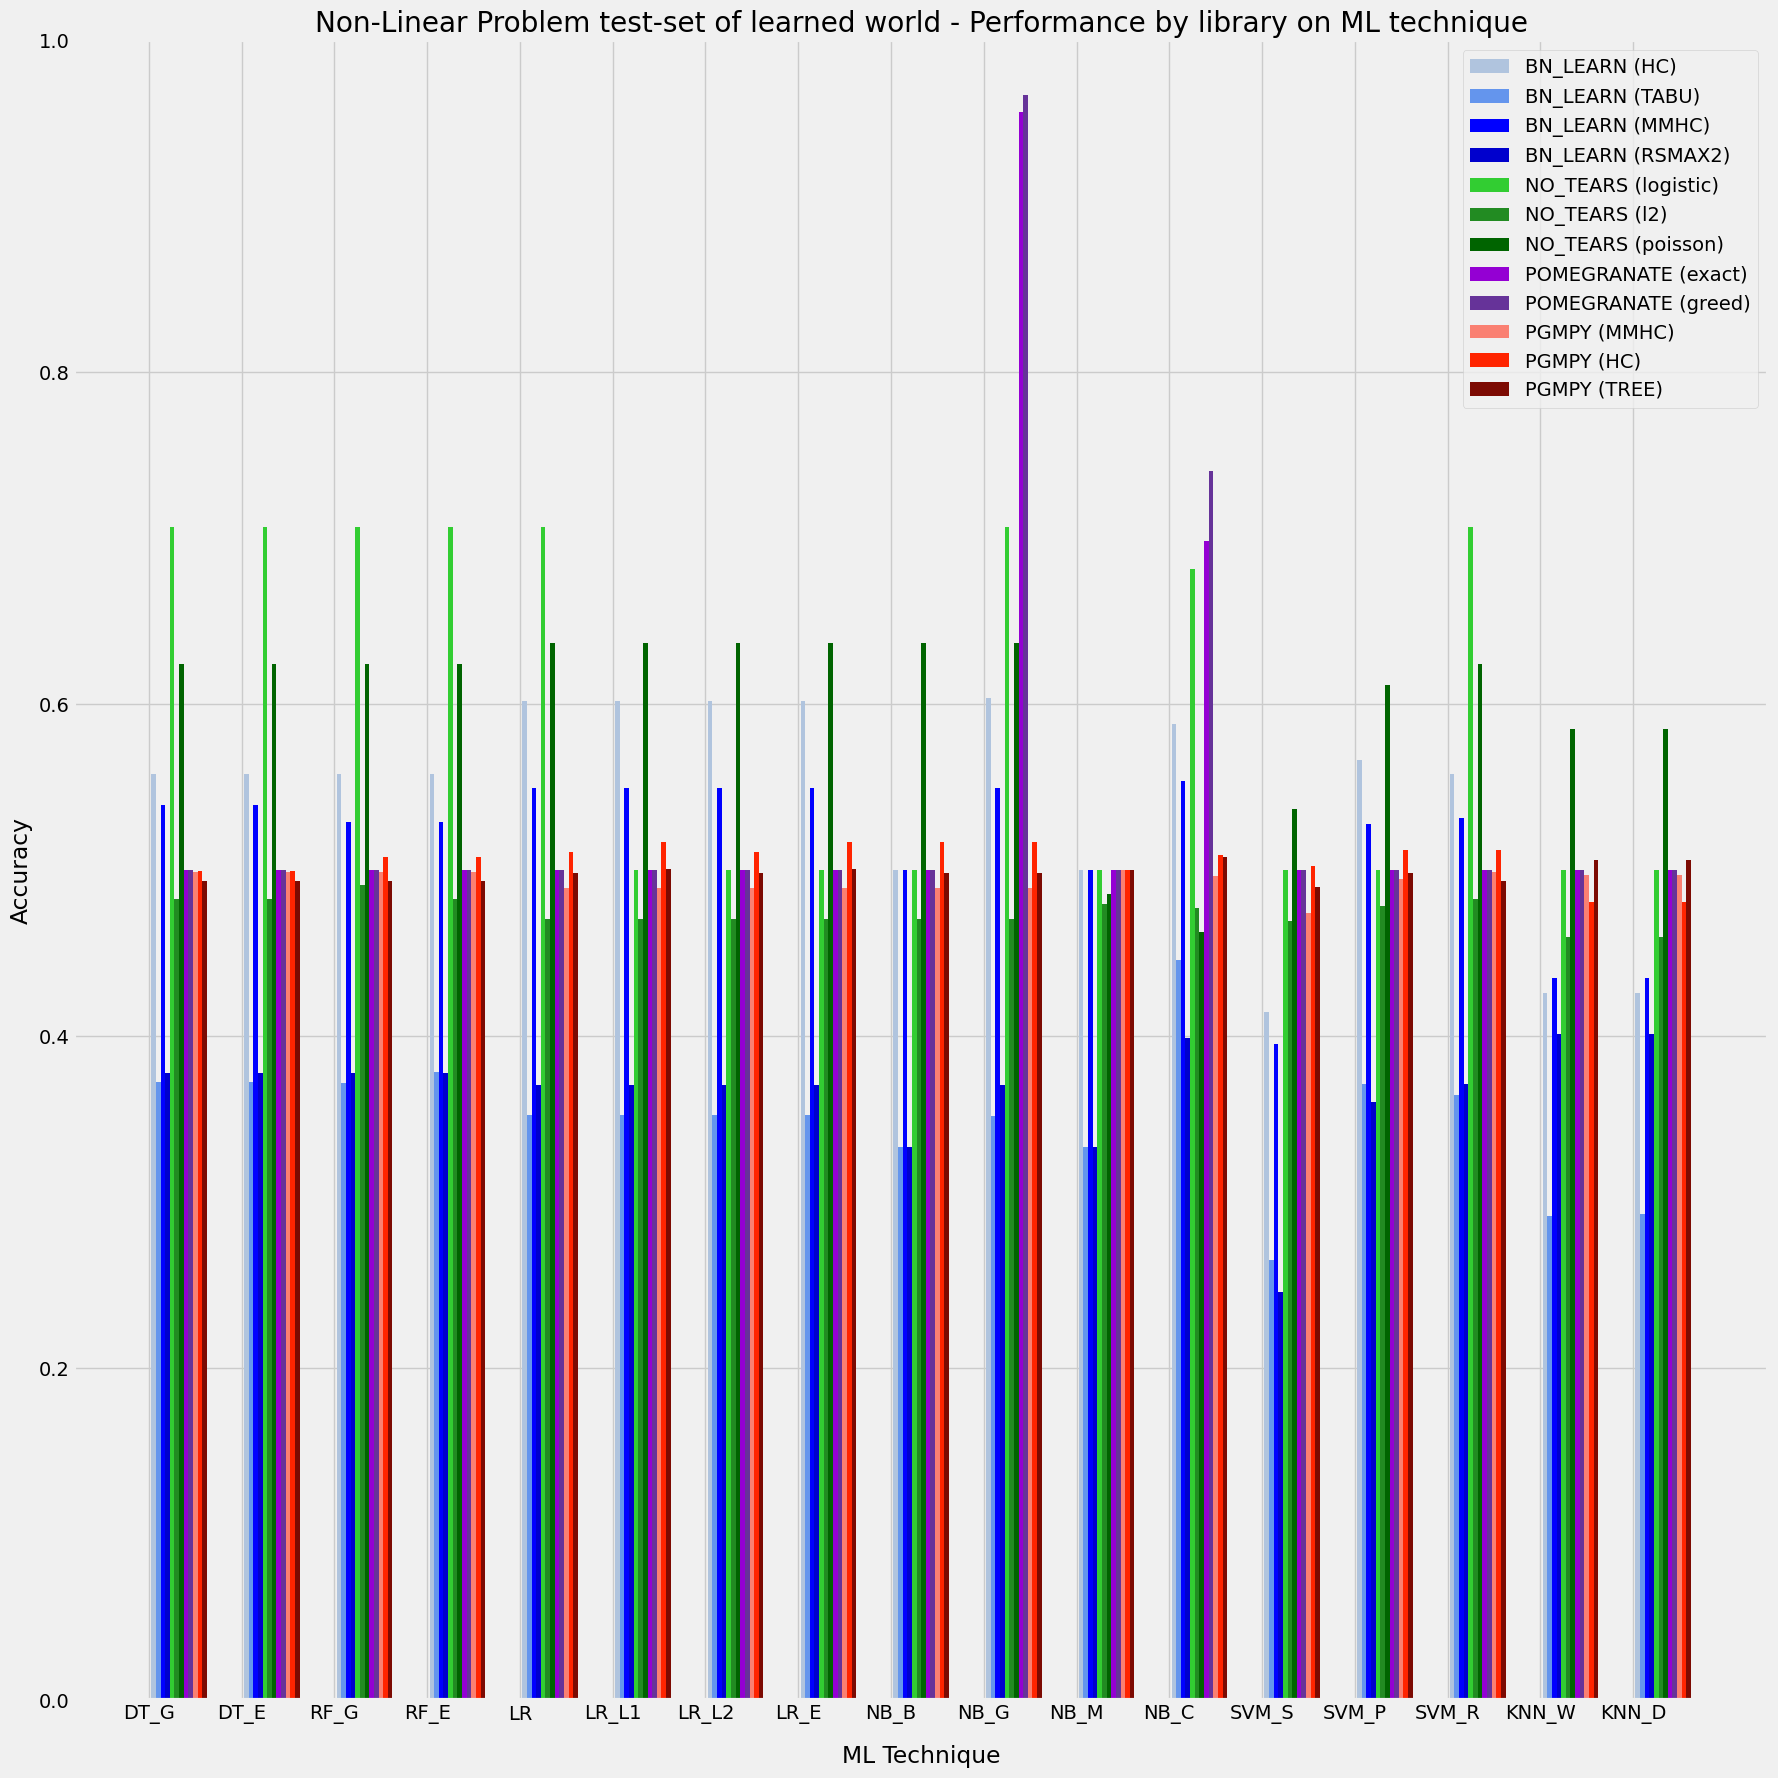 Non-Linear Problem test-set of learned world - Performance by library on ML technique
1.0
0.8
0.6
0.4
0.2
0.0
Accuracy
BN_LEARN (HC)
BN_LEARN (TABU)
BN_LEARN (MMHC)
BN_LEARN (RSMAX2)
NO_TEARS (logistic)
NO_TEARS (l2)
NO_TEARS (poisson)
POMEGRANATE (exact)
POMEGRANATE (greed)
PGMPY (MMHC)
PGMPY (HC)
PGMPY (TREE)
DT_G DT_E RF_G RF_E LR LR_L1 LR_L2 LR_E NB_B NB_G NB_M NB_C SVM_S SVM_P SVM_R KNN_W KNN_D
ML Technique